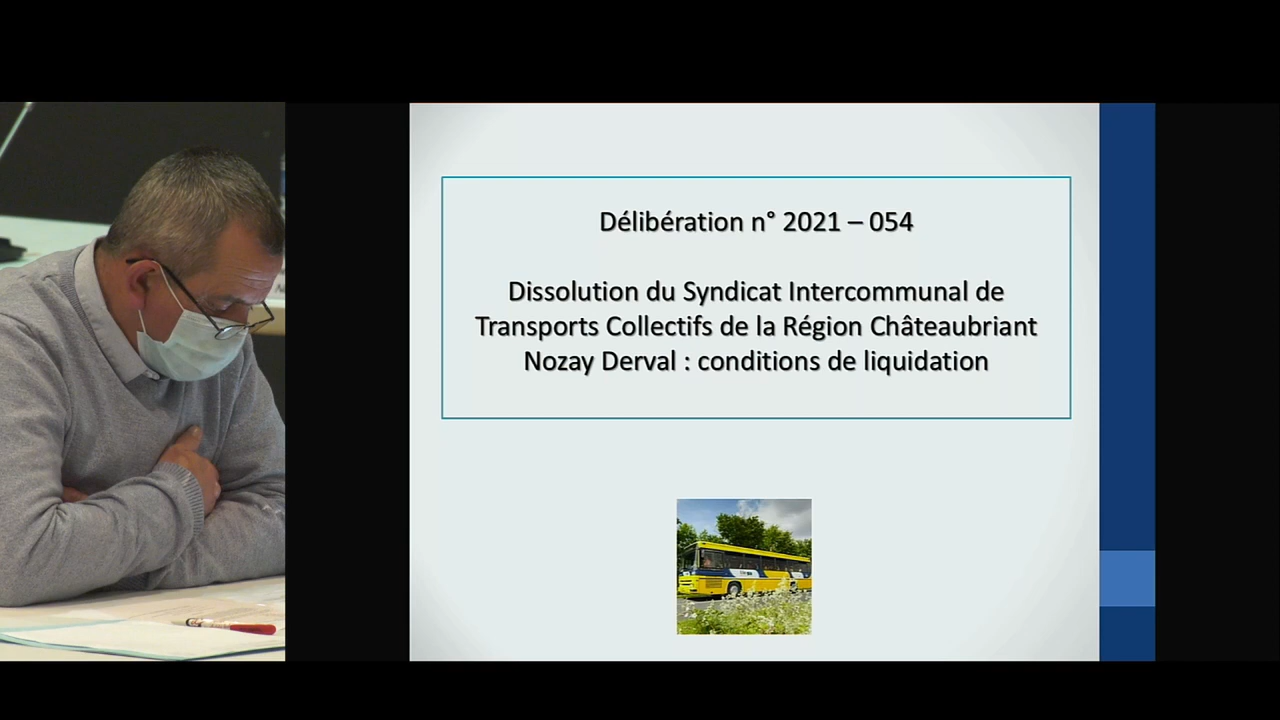 Délibération n° 2021 – 054
Dissolution du Syndicat Intercommunal de
Transports Collectifs de la Région Châteaubriant
Nozay Derval : conditions de liquidation